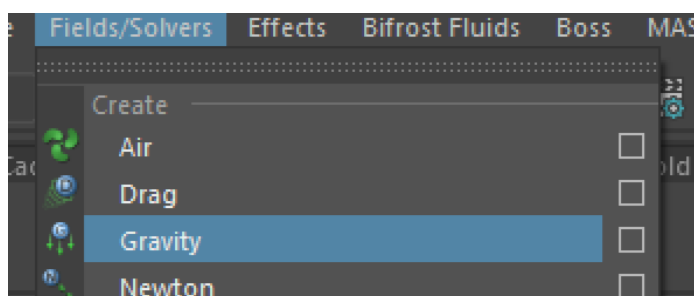 Fields/Solvers Effects Bifrost Fluids Boss MAS
Create
Air
Drag
Gravity
Newton